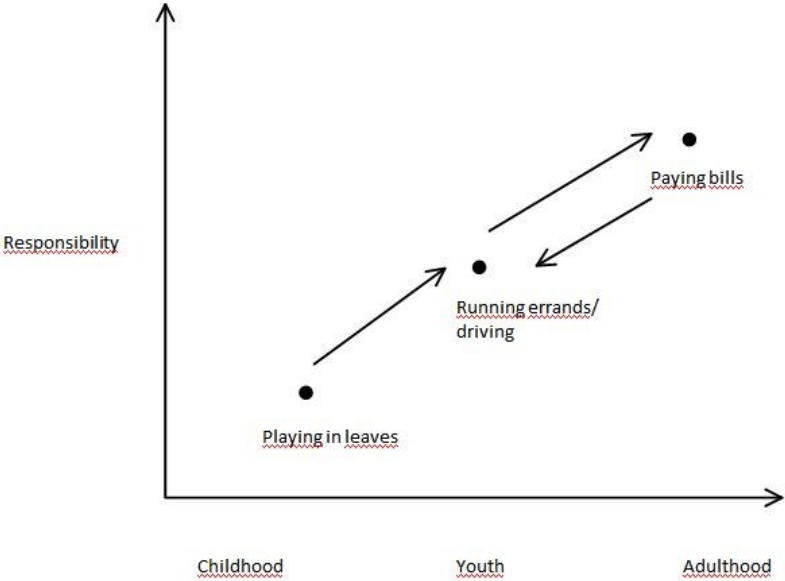 Paying bills
Responsibility
Running errands/
driving
Playing in leaves
Childhood
Youth
Adulthood